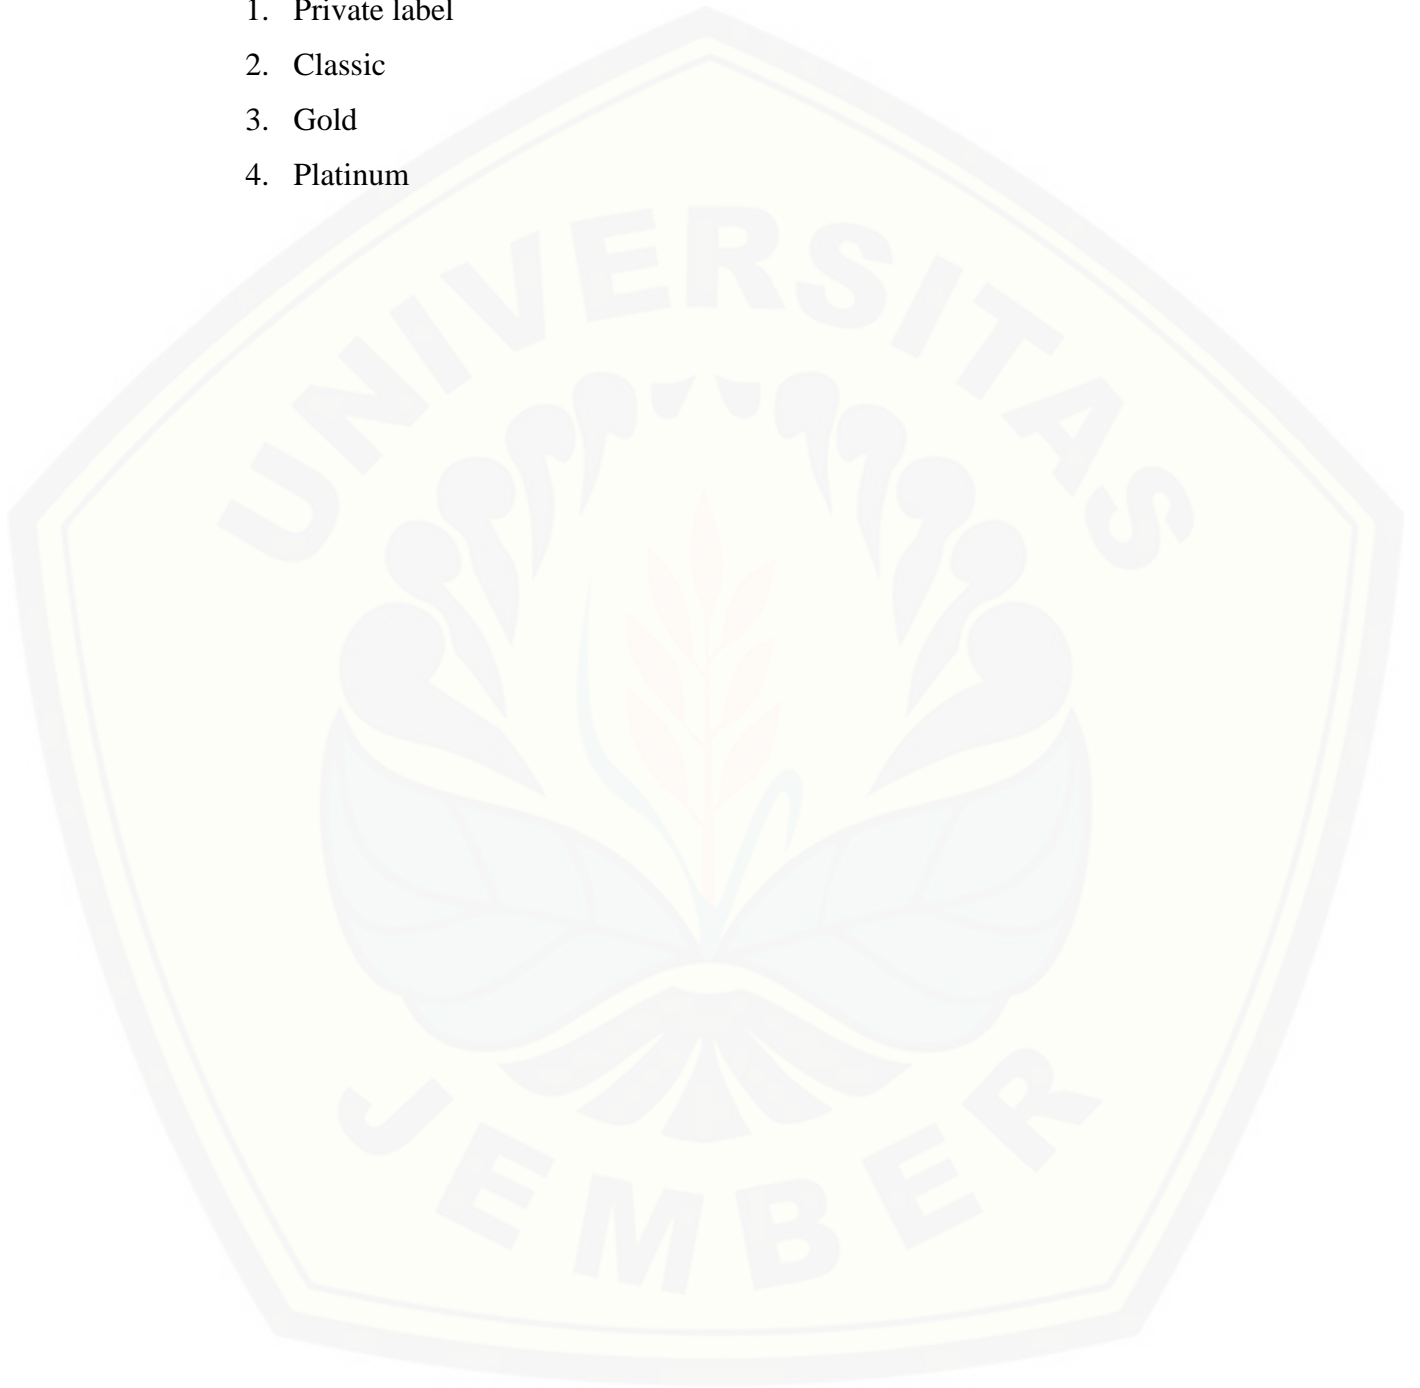 1. Private label
2. Classic
3. Gold
4. Platinum
UNIVERSITAS
JEMBER